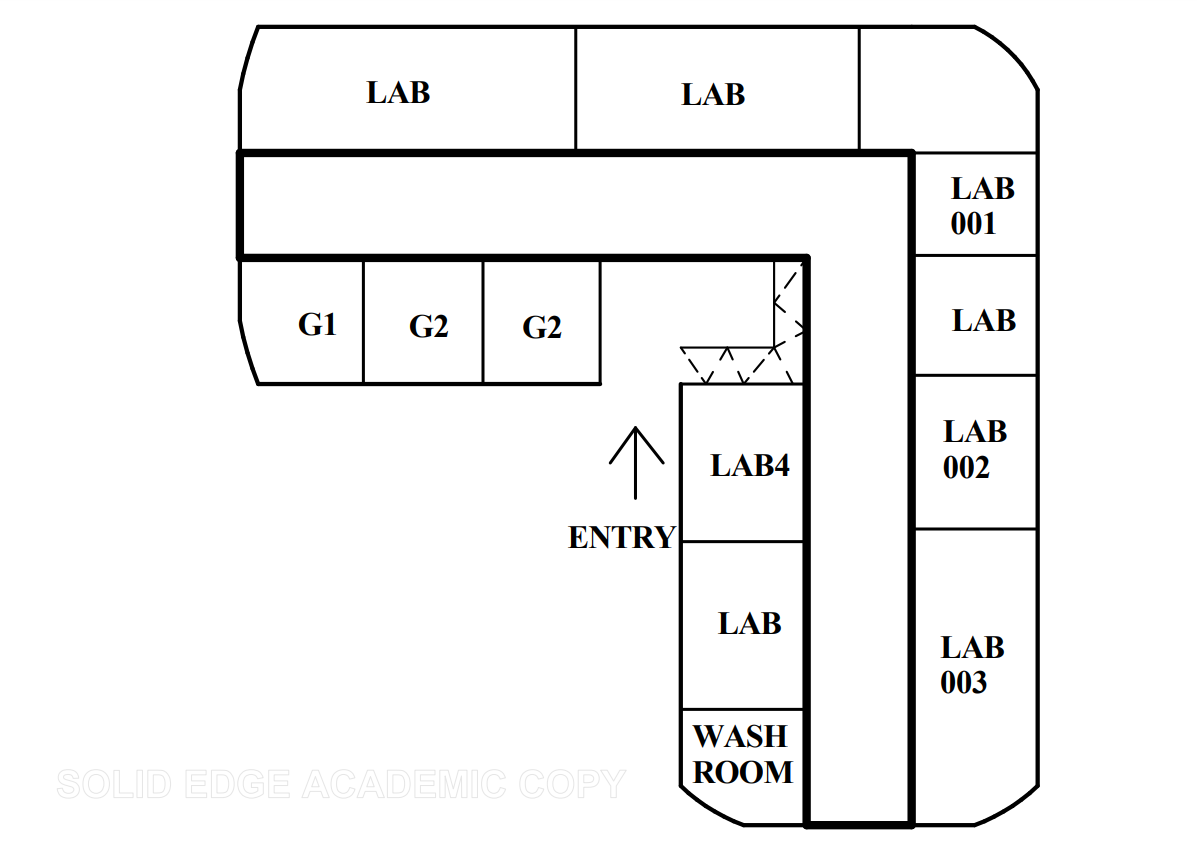 LAB
LAB
LAB
001
LAB
G1
G2
G2
LAB
002
LAB4
ENTRY
LAB
LAB
003
WASH
ROOM
SOLID EDGE ACADEMIC COPY